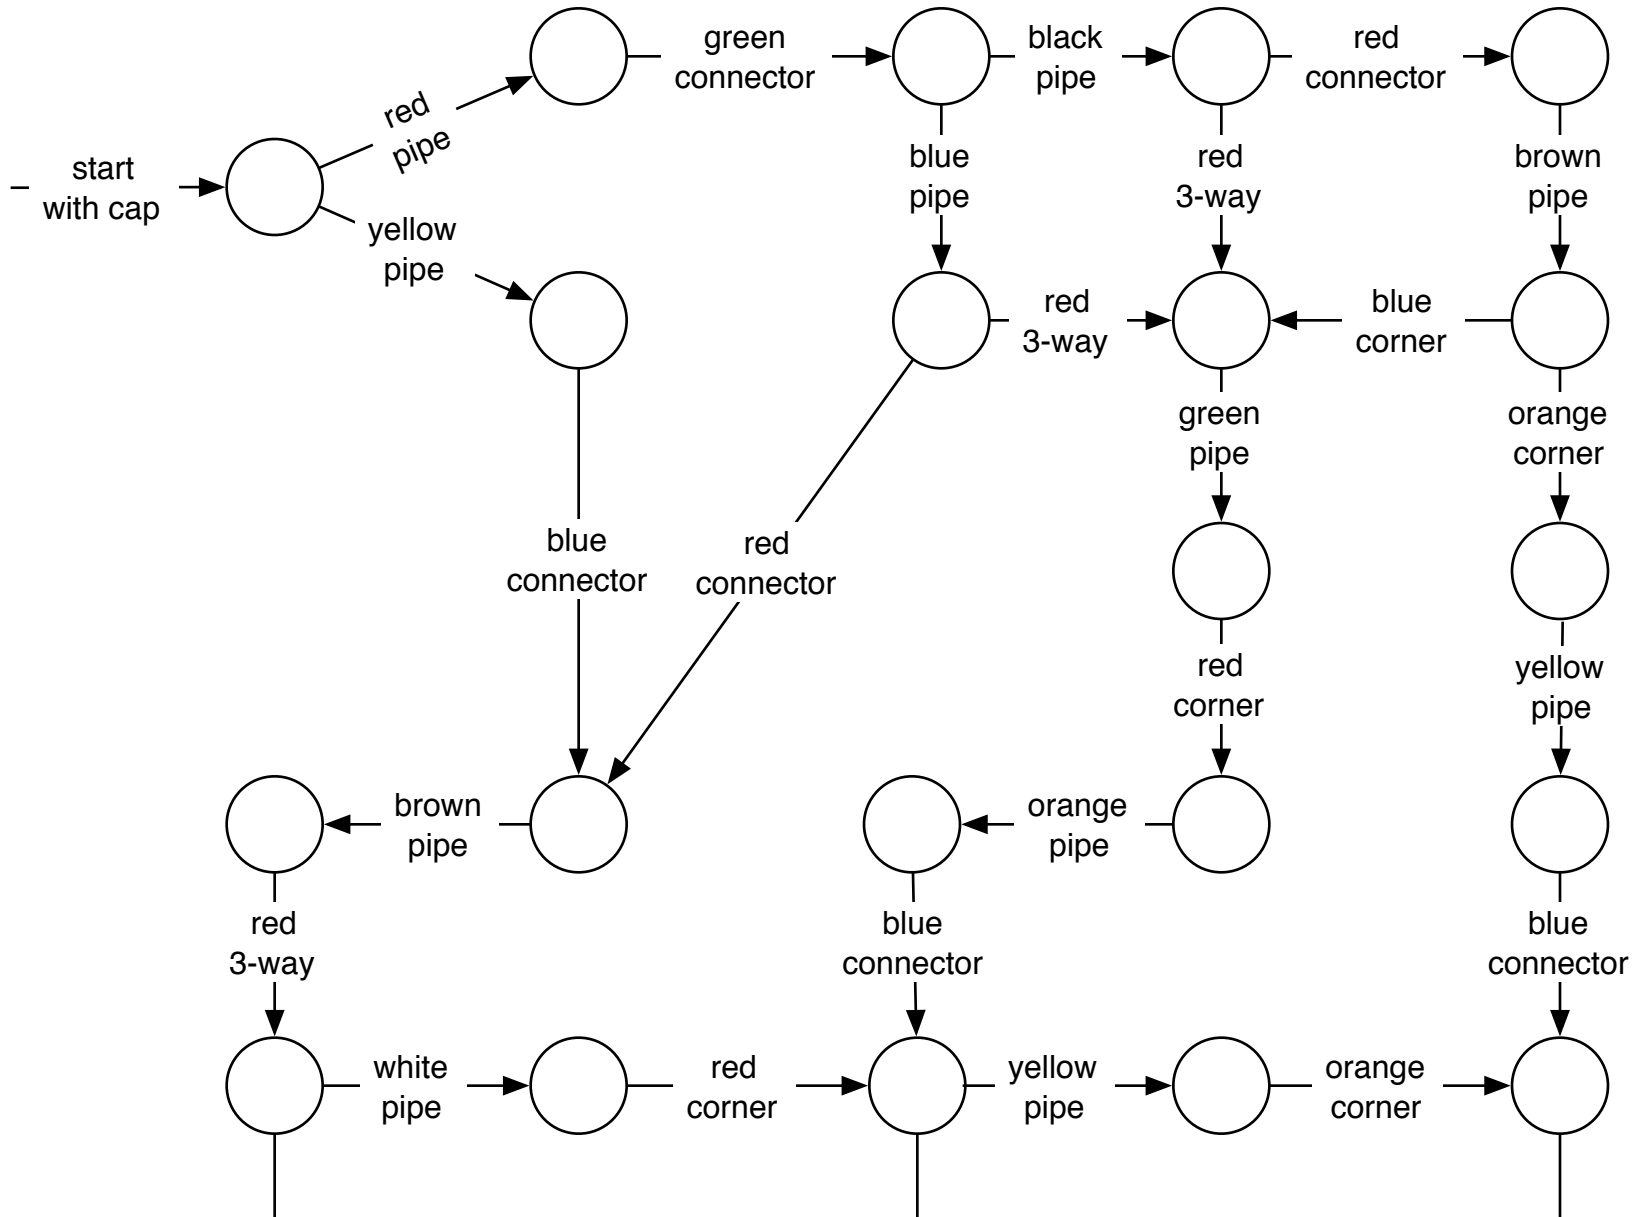 green
connector
black
pipe
red
connector
red
pipe
start
with cap
blue
pipe
red
3-way
brown
pipe
yellow
pipe
red
3-way
blue
corner
green
pipe
orange
corner
blue
connector
red
connector
red
corner
yellow
pipe
brown
pipe
orange
pipe
red
3-way
blue
connector
blue
connector
white
pipe
red
corner
yellow
pipe
orange
corner